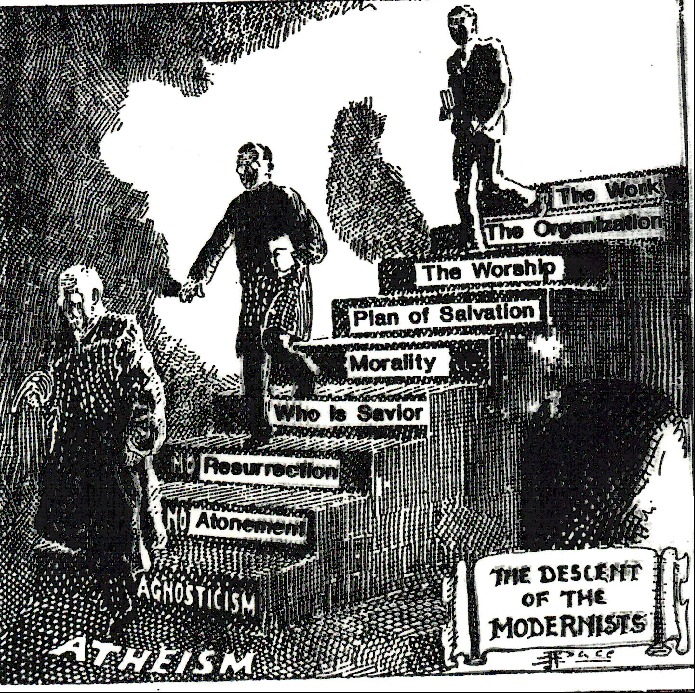 The Work
The Organization
The Worship
Plan of Salvation
Morality
Who Is Savior
NO Resurrection
NO Atonement
AGNOSTICISM
ATHEISM
THE DESCENT
OF THE
MODERNISTS